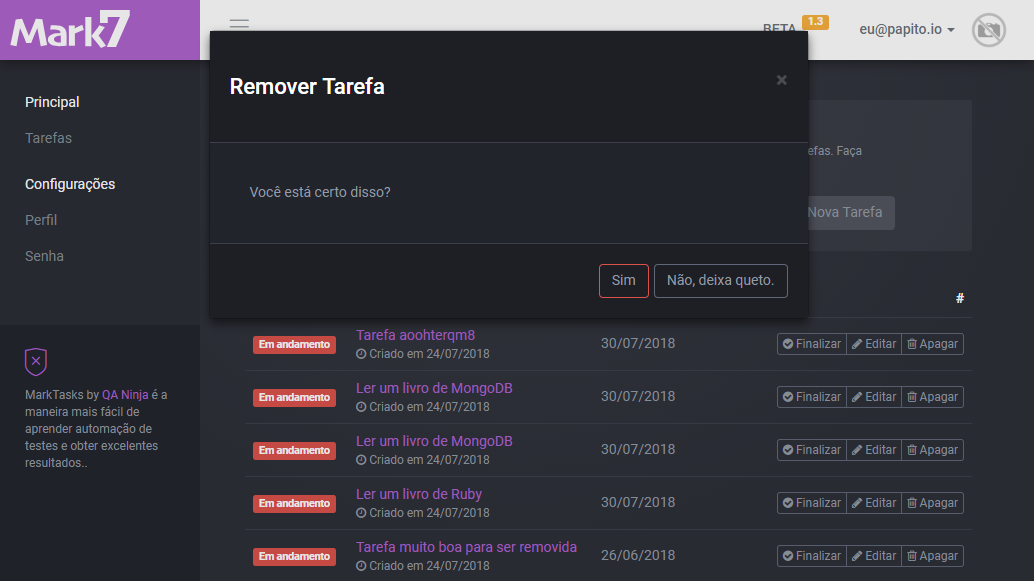 Mark7
BETA 1.3
eu@papito.io
Principal
Tarefas
Configurações
Perfil
Senha
MarkTasks by QA Ninja é a
maneira mais fácil de
aprender automação de
testes e obter excelentes
resultados..
Remover Tarefa
×
Você está certo disso?
Sim
Não, deixa queto.
Faça
Nova Tarefa
#
Em andamento
Tarefa aoohterqm8
Criado em 24/07/2018
30/07/2018
Finalizar Editar Apagar
Em andamento
Ler um livro de MongoDB
Criado em 24/07/2018
30/07/2018
Finalizar Editar Apagar
Em andamento
Ler um livro de MongoDB
Criado em 24/07/2018
30/07/2018
Finalizar Editar Apagar
Em andamento
Ler um livro de Ruby
Criado em 24/07/2018
30/07/2018
Finalizar Editar Apagar
Em andamento
Tarefa muito boa para ser removida
Criado em 24/07/2018
26/06/2018
Finalizar Editar Apagar